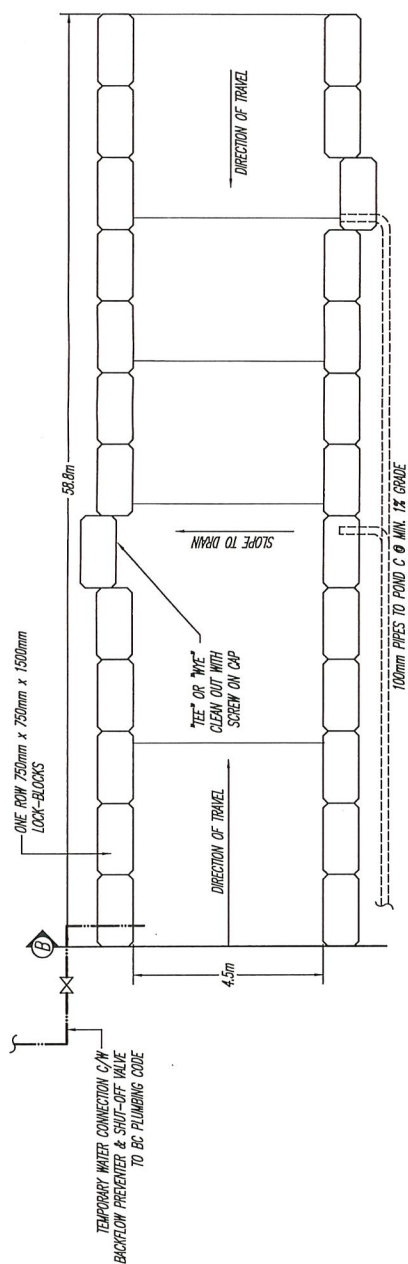 58.8m
ONE ROW 750mm x 750mm x 1500mm
LOCK-BLOCKS
B
TEMPORARY WATER CONNECTION C/W
BACKFLOW PREVENTER & SHUT-OFF VALVE
TO BC PLUMBING CODE
DIRECTION OF TRAVEL
4.5m
"TEE" OR "WYE"
CLEAN OUT WITH
SCREW ON CAP
SLOPE TO DRAIN
DIRECTION OF TRAVEL
100mm PIPES TO POND C @ MIN. 1% GRADE